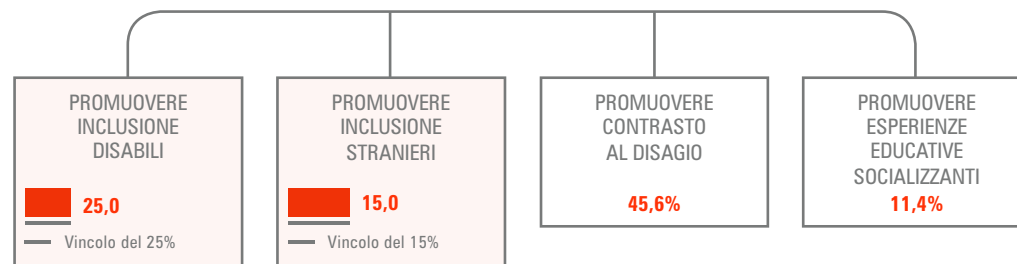 PROMUOVERE
INCLUSIONE
DISABILI
25,0
Vincolo del 25%
PROMUOVERE
INCLUSIONE
STRANIERI
15,0
Vincolo del 15%
PROMUOVERE
CONTRASTO
AL DISAGIO
45,6%
PROMUOVERE
ESPERIENZE
EDUCATIVE
SOCIALIZZANTI
11,4%